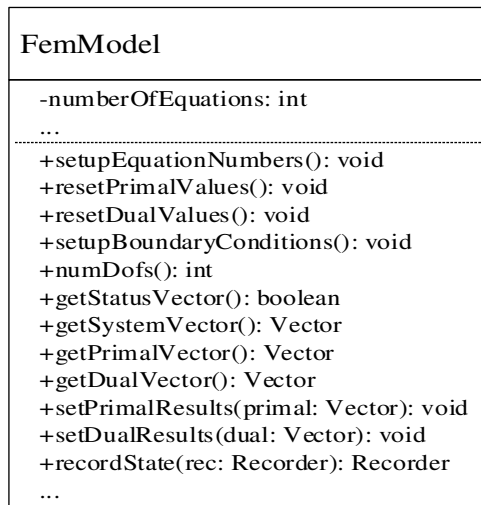 FemModel
-numberOfEquations: int
...
+setupEquationNumbers(): void
+resetPrimalValues(): void
+resetDualValues(): void
+setupBoundaryConditions(): void
+numDofs(): int
+getStatusVector(): boolean
+getSystemVector(): Vector
+getPrimalVector(): Vector
+getDualVector(): Vector
+setPrimalResults(primal: Vector): void
+setDualResults(dual: Vector): void
+recordState(rec: Recorder): Recorder
...